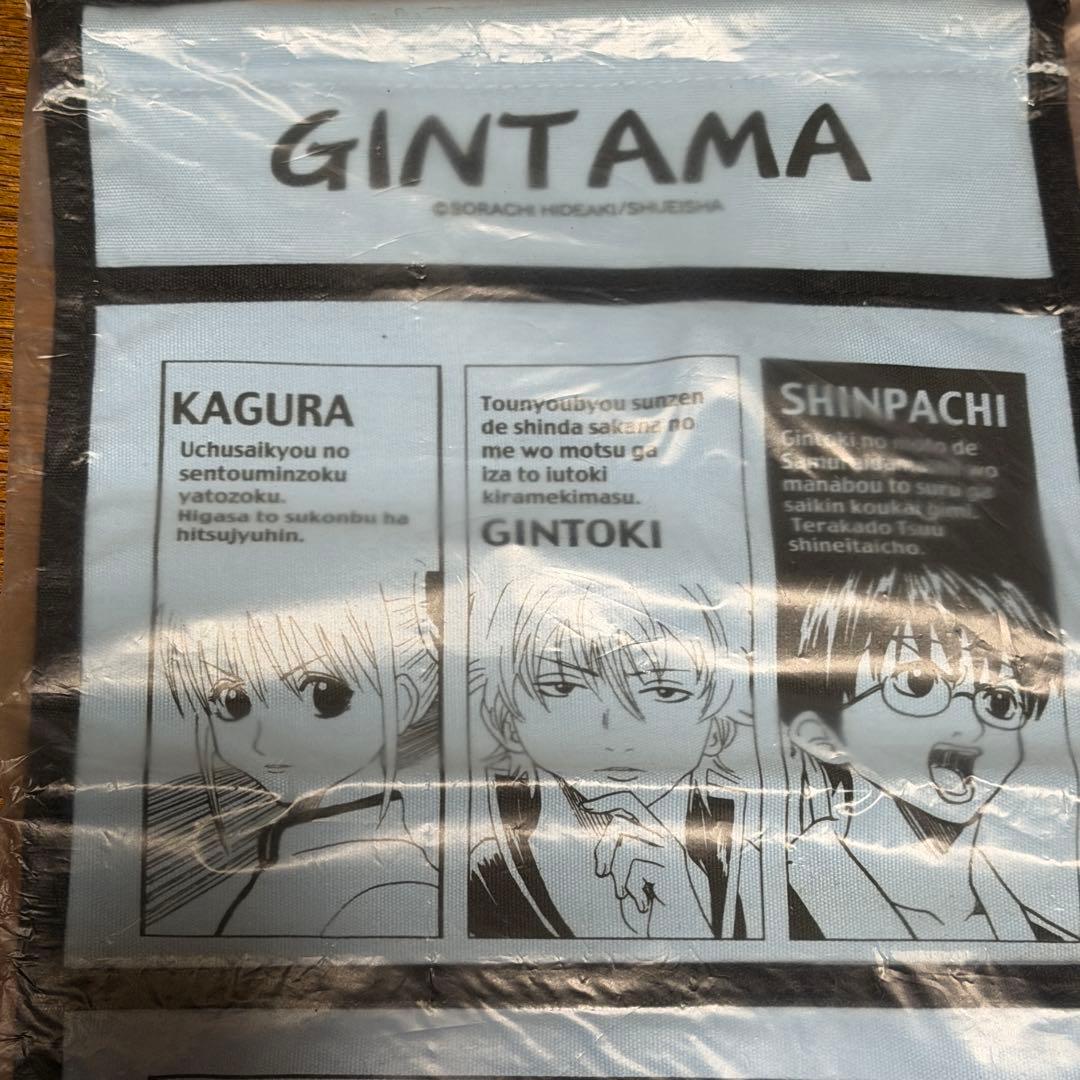 GINTAMA
©SORACHI HIDEAKI/SHUEISHA
KAGURA
Uchusaikyou no
sentouminzoku
yatozoku.
Higasa to sukonbu ha
hitsujyuhin.
Tounyoubyou sunzen
de shinda sakana no
me wo motsu ga
iza to iutoki
kiramekimasu.
GINTOKI
SHINPACHI
Gintoki no moto de
wo
manabou to suru ga
saikin koukai gimi.
Terakado Tsuu
shineitaicho.